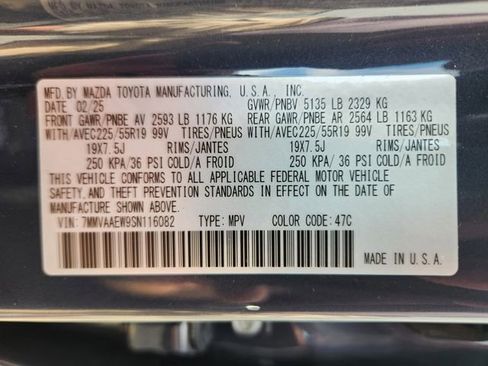 MFD. BY MAZDA TOYOTA MANUFACTURING, U.S.A., INC.
DATE 02/25 GVWR/PNBV 5135 LB 2329 KG
FRONT GAWR/PNBE AV 2593 LB 1176 KG REAR GAWR/PNBE AR 2564 LB 1163 KG
WITH/AVEC225/55R19 99V TIRES/PNEUS WITH/AVEC225/55R19 99V TIRES/PNEUS
19X7.5J RIMS/JANTES 19X7.5J RIMS/JANTES
250 KPA/36 PSI COLD/A FROID 250 KPA/36 PSI COLD/A FROID
THIS VEHICLE CONFORMS TO ALL APPLICABLE FEDERAL MOTOR VEHICLE
SAFETY,AND THEFT PREVENTION STANDARDS IN EFFECT ON THE DATE OF
MANUFACTURE SHOWN ABOVE.
VIN:7MMVAAEW9SN116082 TYPE: MPV COLOR CODE: 47C
MADE IN U.S.A.